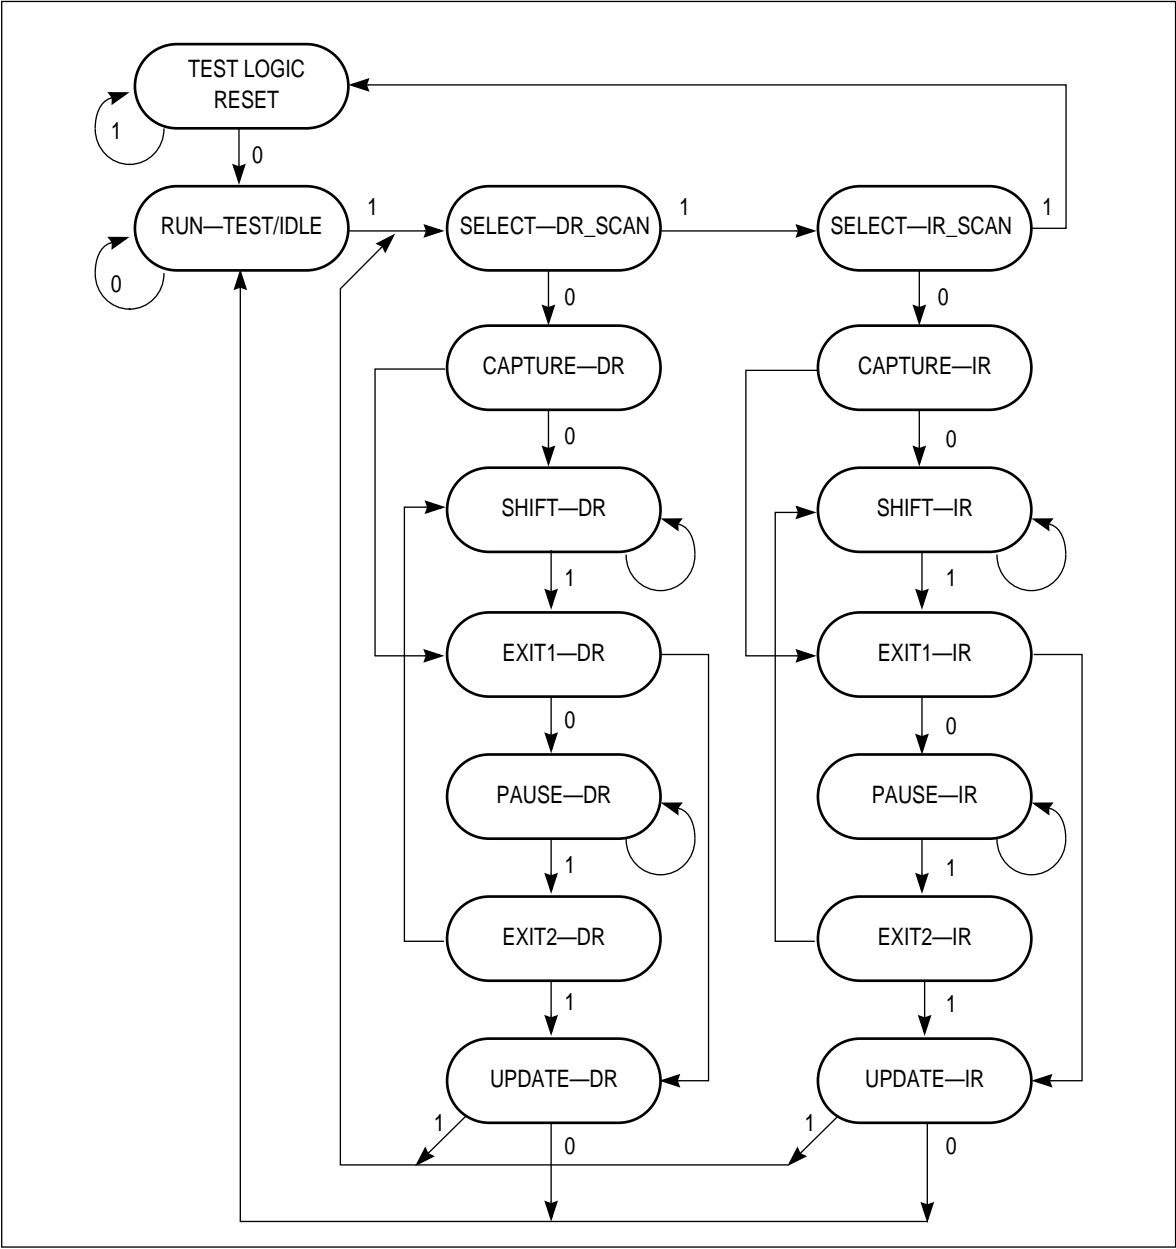 TEST LOGIC
RESET
1
0
RUN—TEST/IDLE
0
1
SELECT—DR_SCAN
1
SELECT—IR_SCAN
1
0
0
CAPTURE—DR
CAPTURE—IR
0
0
SHIFT—DR
SHIFT—IR
1
1
EXIT1—DR
EXIT1—IR
0
0
PAUSE—DR
PAUSE—IR
1
1
EXIT2—DR
EXIT2—IR
1
1
UPDATE—DR
UPDATE—IR
1
0
1
0